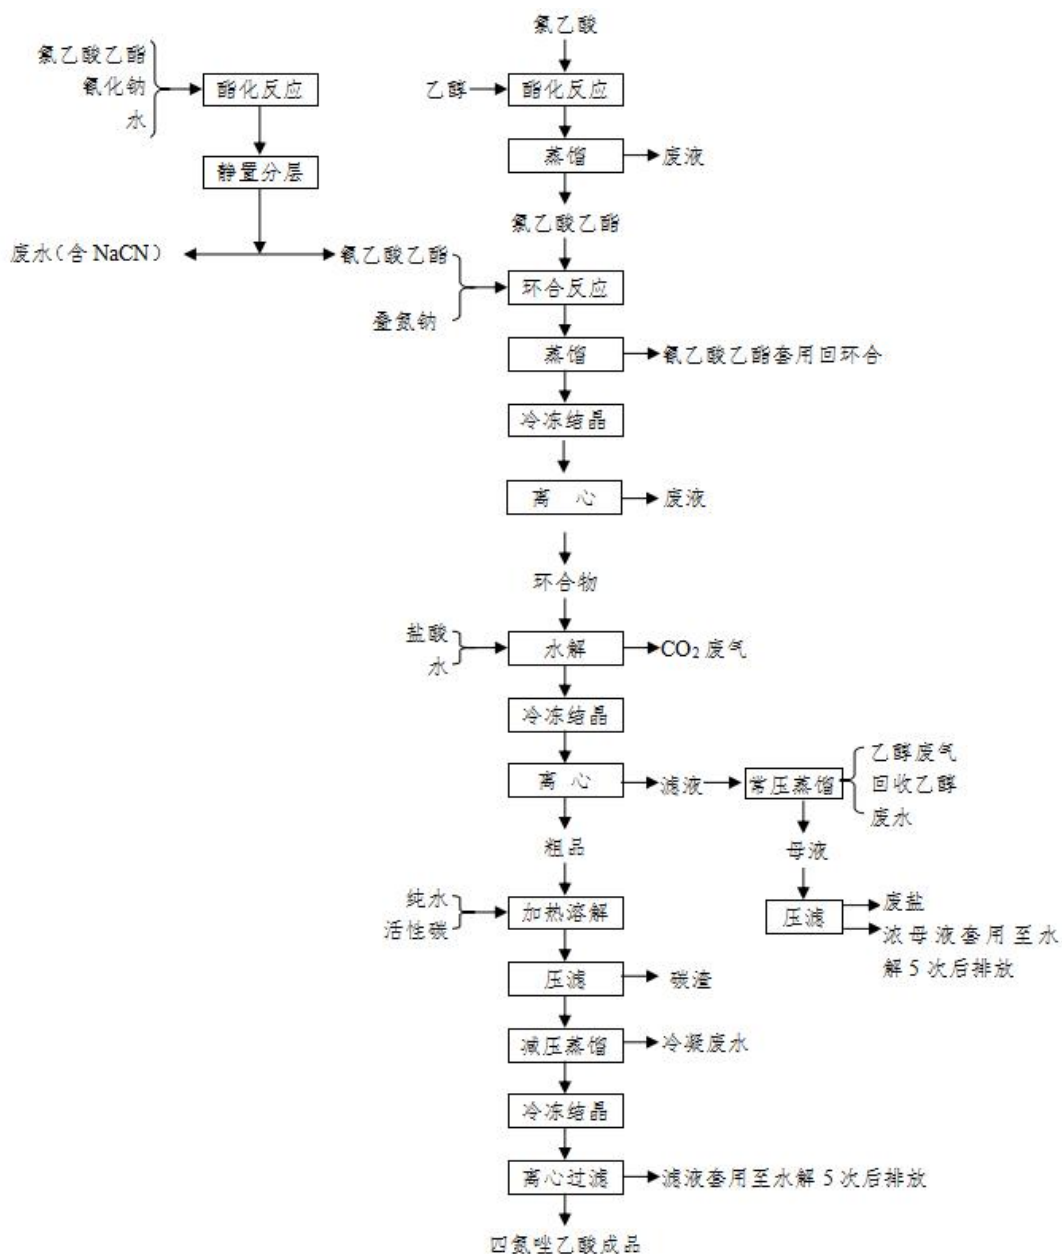 氯乙酸
氯乙酸乙酯
氰化钠
水
酯化反应
乙醇
酯化反应
静置分层
蒸馏
废液
氯乙酸乙酯
废水(含 NaCN)
氰乙酸乙酯
叠氮钠
环合反应
蒸馏
氰乙酸乙酯套用回环合
冷冻结晶
离 心
废液
环合物
盐酸
水
水解
CO2 废气
冷冻结晶
离 心
滤液
常压蒸馏
乙醇废气
回收乙醇
废水
粗品
母液
纯水
活性碳
加热溶解
压滤
废盐
浓母液套用至水
解 5 次后排放
压滤
碳渣
减压蒸馏
冷凝废水
冷冻结晶
离心过滤
滤液套用至水解 5 次后排放
四氮唑乙酸成品